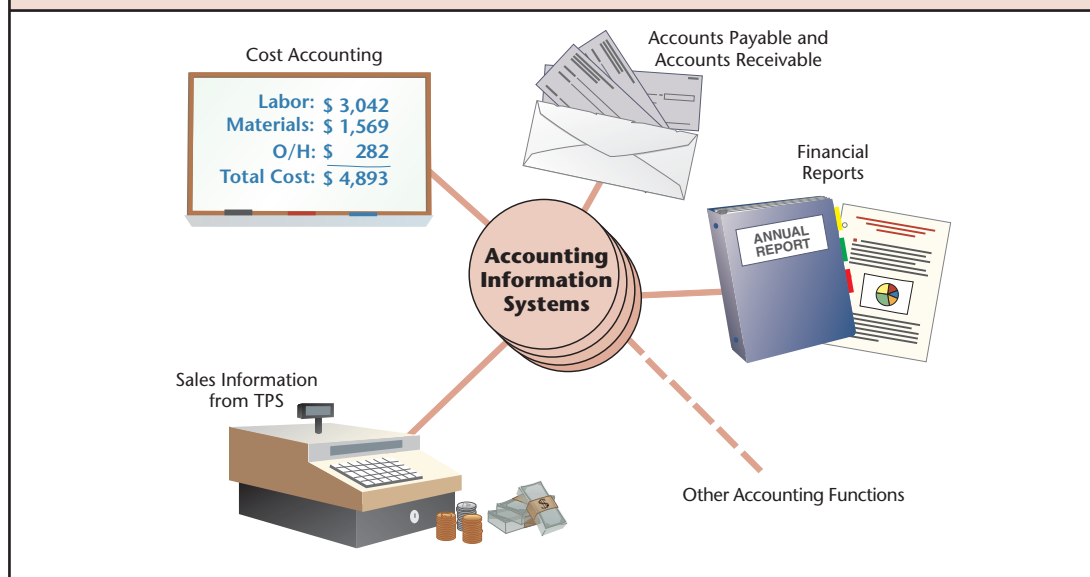 Cost Accounting
Labor: $ 3,042
Materials: $ 1,569
O/H: $ 282
Total Cost: $ 4,893
Accounts Payable and
Accounts Receivable
Financial
Reports
ANNUAL
REPORT
Accounting
Information
Systems
Sales Information
from TPS
$
Other Accounting Functions